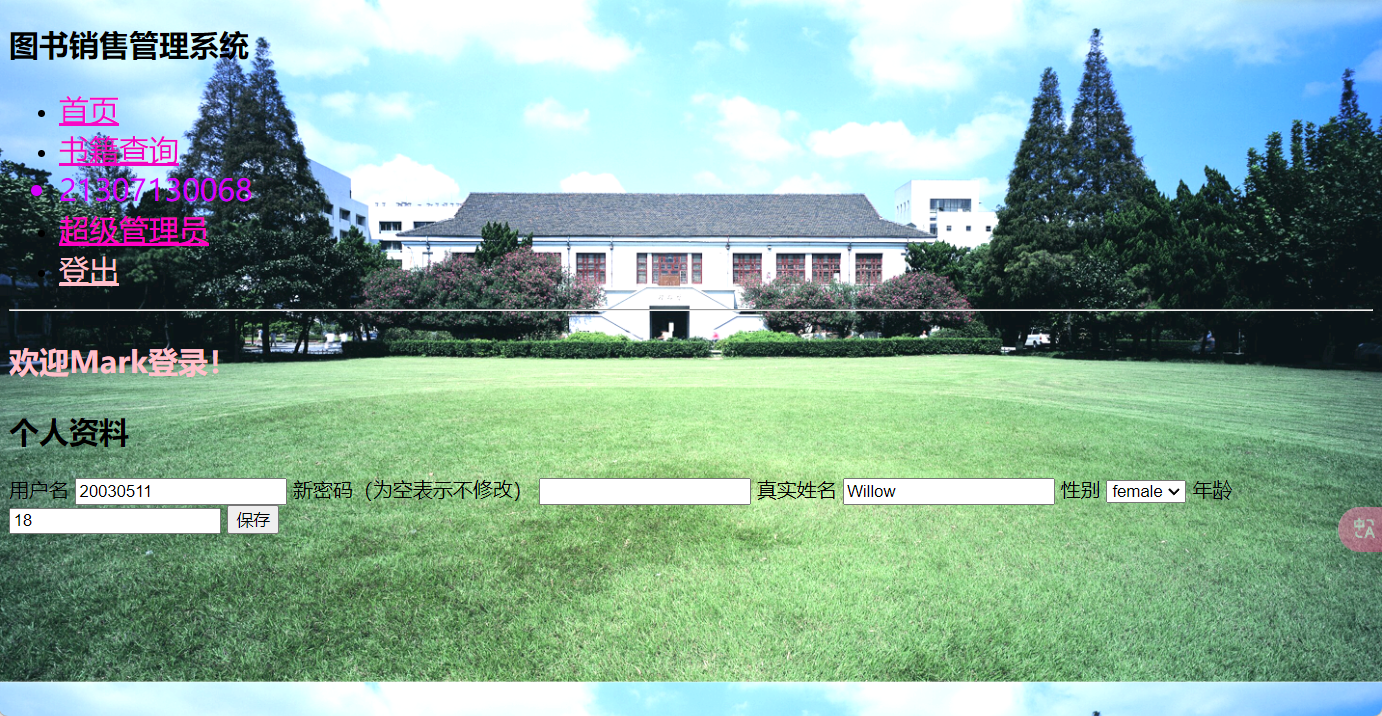 图书销售管理系统
首页
书籍查询
21307130068
超级管理员
登出
欢迎Mark登录！
个人资料
用户名 20030511 新密码（为空表示不修改） 真实姓名 Willow 性别 female 年龄
18 保存
中 A